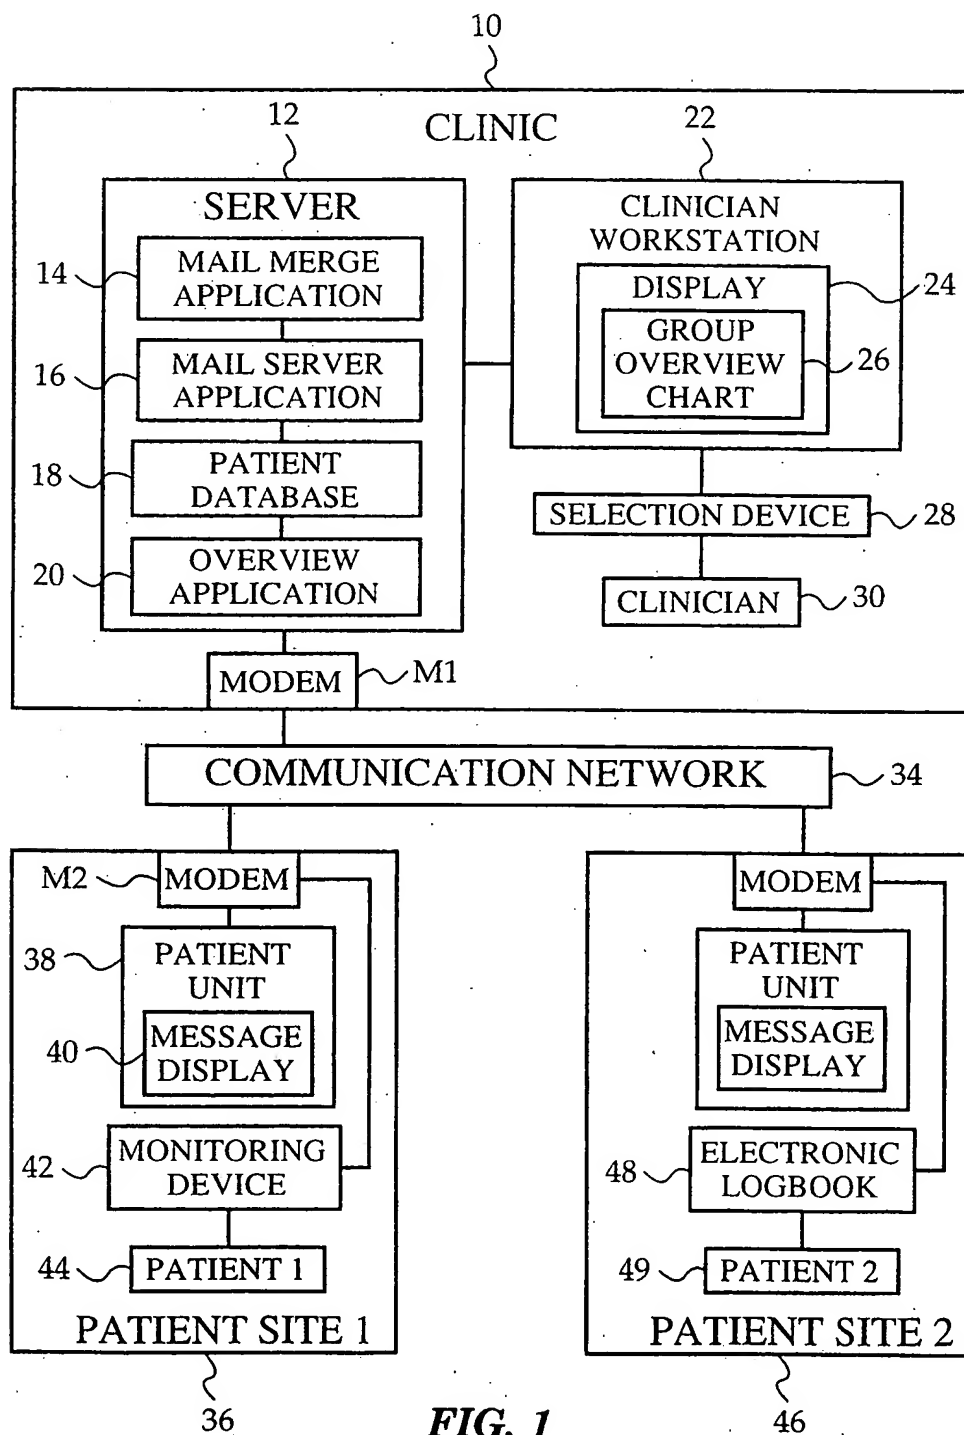 10
CLINIC
12
22
SERVER
14
MAIL MERGE
APPLICATION
16
MAIL SERVER
APPLICATION
18
PATIENT
DATABASE
20
OVERVIEW
APPLICATION
CLINICIAN
WORKSTATION
DISPLAY
24
GROUP
OVERVIEW
CHART
26
SELECTION DEVICE
28
CLINICIAN
30
MODEM
M1
COMMUNICATION NETWORK
34
M2
MODEM
38
PATIENT
UNIT
40
MESSAGE
DISPLAY
42
MONITORING
DEVICE
44
PATIENT 1
PATIENT SITE 1
36
MODEM
PATIENT
UNIT
MESSAGE
DISPLAY
48
ELECTRONIC
LOGBOOK
49
PATIENT 2
PATIENT SITE 2
46
FIG. 1